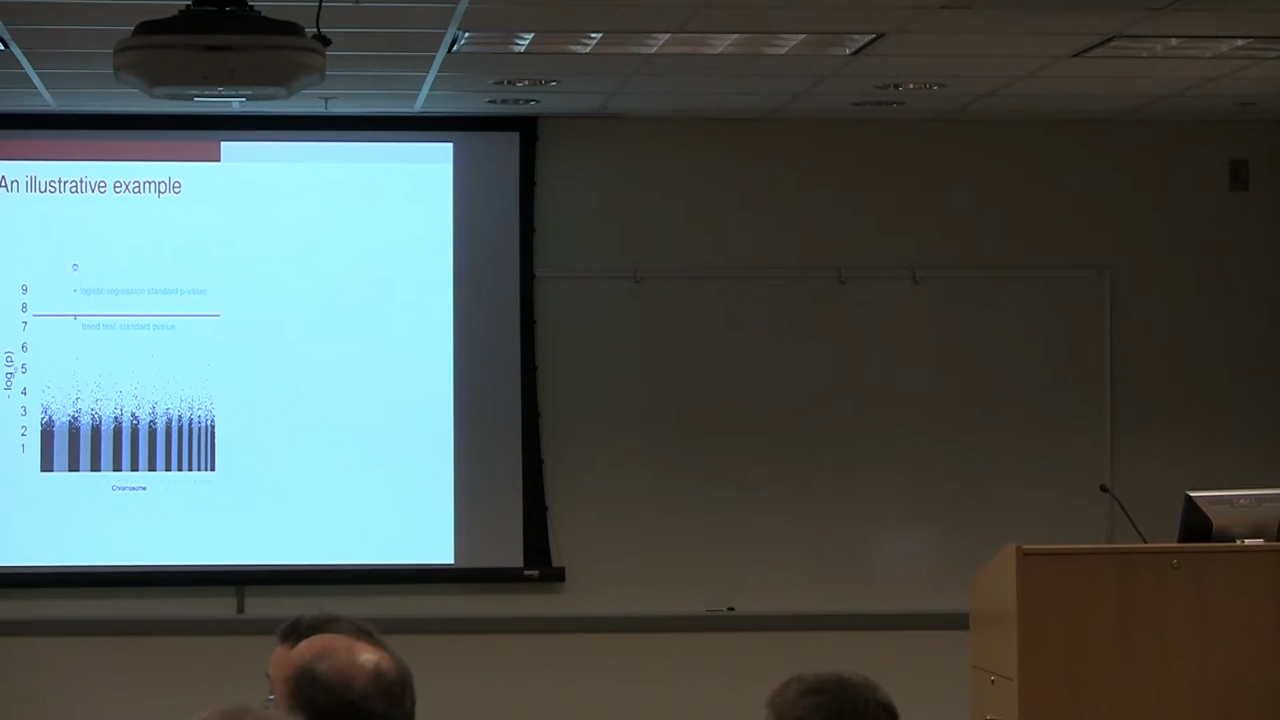 An illustrative example
9
logistic regression standard p-value
8
trend test, standard pvalue
7
6
5
4
3
2
1
- log (p)
Chromosome